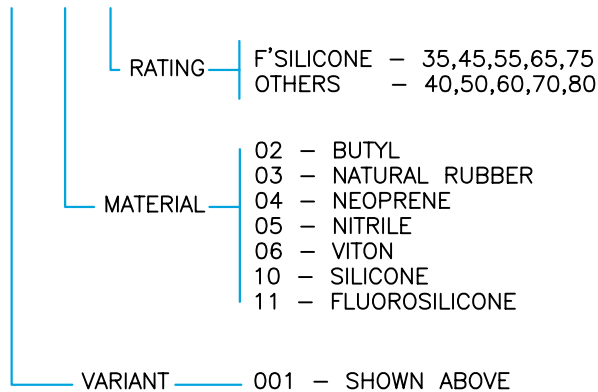 RATING
F'SILICONE – 35,45,55,65,75
OTHERS – 40,50,60,70,80
MATERIAL
02 – BUTYL
03 – NATURAL RUBBER
04 – NEOPRENE
05 – NITRILE
06 – VITON
10 – SILICONE
11 – FLUOROSILICONE
VARIANT
001 – SHOWN ABOVE